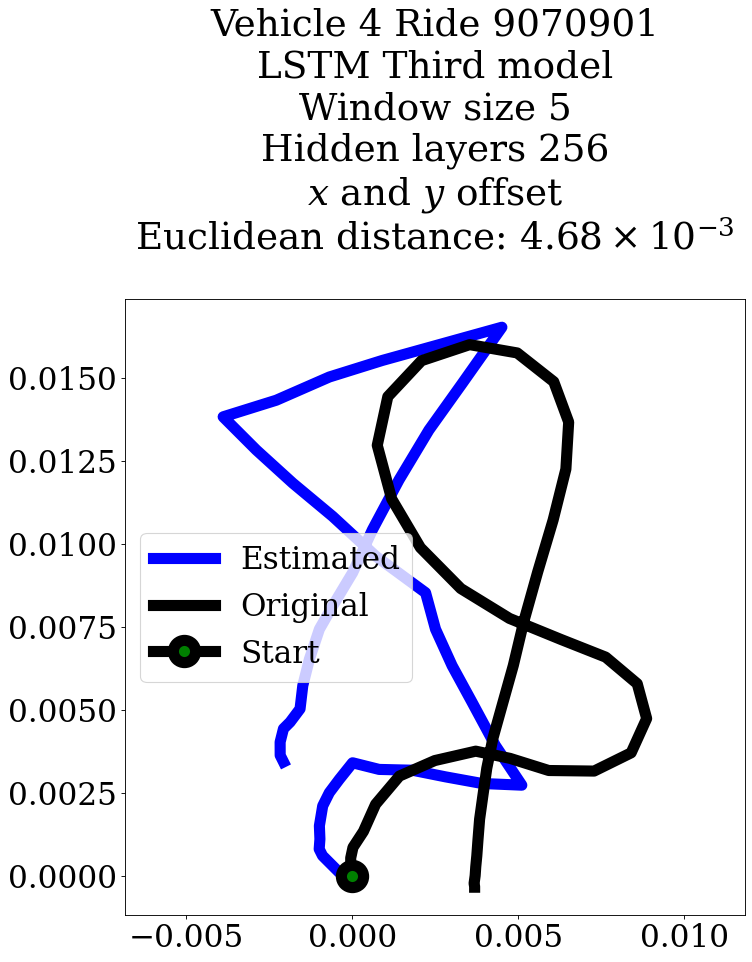 Vehicle 4 Ride 9070901
LSTM Third model
Window size 5
Hidden layers 256
x and y offset
Euclidean distance: 4.68 × 10⁻³
0.0150
0.0125
0.0100
0.0075
0.0050
0.0025
0.0000
Estimated
Original
Start
−0.005 0.000 0.005 0.010